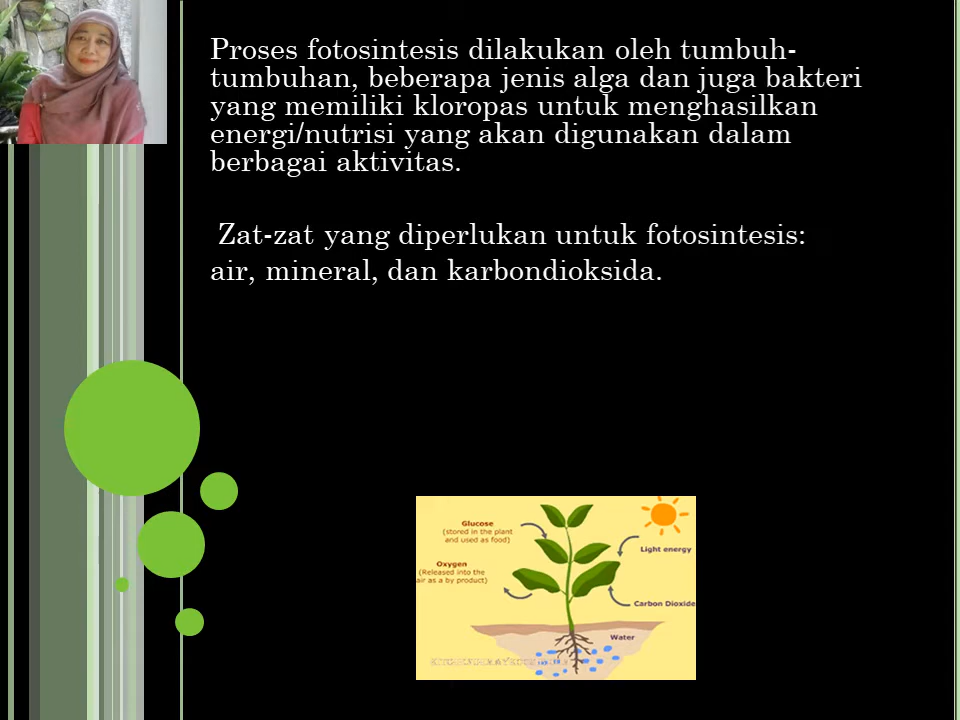 Proses fotosintesis dilakukan oleh tumbuh-
tumbuhan, beberapa jenis alga dan juga bakteri
yang memiliki kloropas untuk menghasilkan
energi/nutrisi yang akan digunakan dalam
berbagai aktivitas.
Zat-zat yang diperlukan untuk fotosintesis:
air, mineral, dan karbondioksida.
Glucose
(stored in the plant
and used as food)
Light energy
Oxygen
(Released into the
air as a by product)
Carbon Dioxide
Water